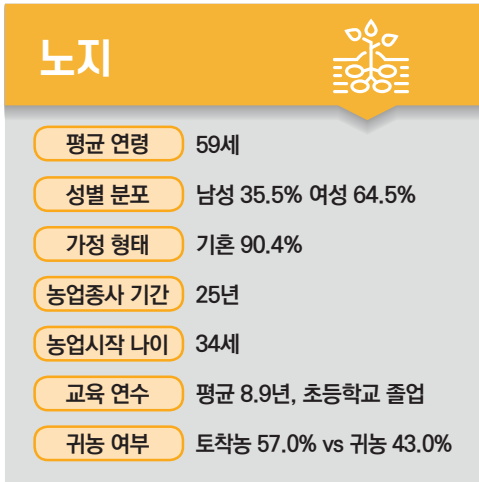 노지
평균 연령 59세
성별 분포 남성 35.5% 여성 64.5%
가정 형태 기혼 90.4%
농업종사 기간 25년
농업시작 나이 34세
교육 연수 평균 8.9년, 초등학교 졸업
귀농 여부 토착농 57.0% vs 귀농 43.0%